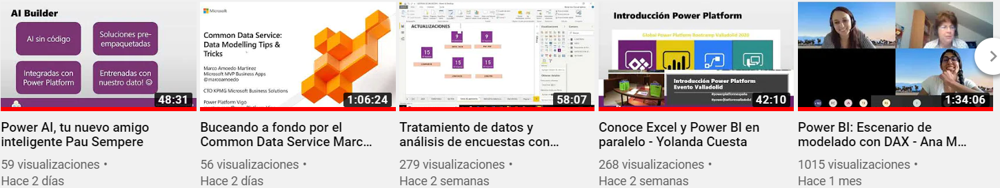 AI Builder
AI sin código
Soluciones pre-
empaquetadas
Integradas con
Power Platform
Entrenadas con
nuestro dato! ☺
48:31
Power AI, tu nuevo amigo
inteligente Pau Sempere
59 visualizaciones •
Hace 2 días
Microsoft
Common Data Service:
Data Modelling Tips &
Tricks
Marco Amoedo Martinez
Microsoft MVP Business Apps
@marcoamoedo
CTO KPMG Microsoft Business Solutions
Power Platform Vigo
1:06:24
Buceando a fondo por el
Common Data Service Marc...
56 visualizaciones •
Hace 2 días
ACTUALIZACIONES
9
9
15
15
15
58:07
Tratamiento de datos y
análisis de encuestas con...
279 visualizaciones •
Hace 2 semanas
Introducción Power Platform
Global Power Platform Bootcamp Valladolid 2020
Introducción Power Platform
Evento Valladolid
#powerplatformespaña
#powerplatformvalladolid
42:10
Conoce Excel y Power BI en
paralelo - Yolanda Cuesta
268 visualizaciones •
Hace 2 semanas
1:34:06
Power BI: Escenario de
modelado con DAX - Ana M...
1015 visualizaciones •
Hace 1 mes